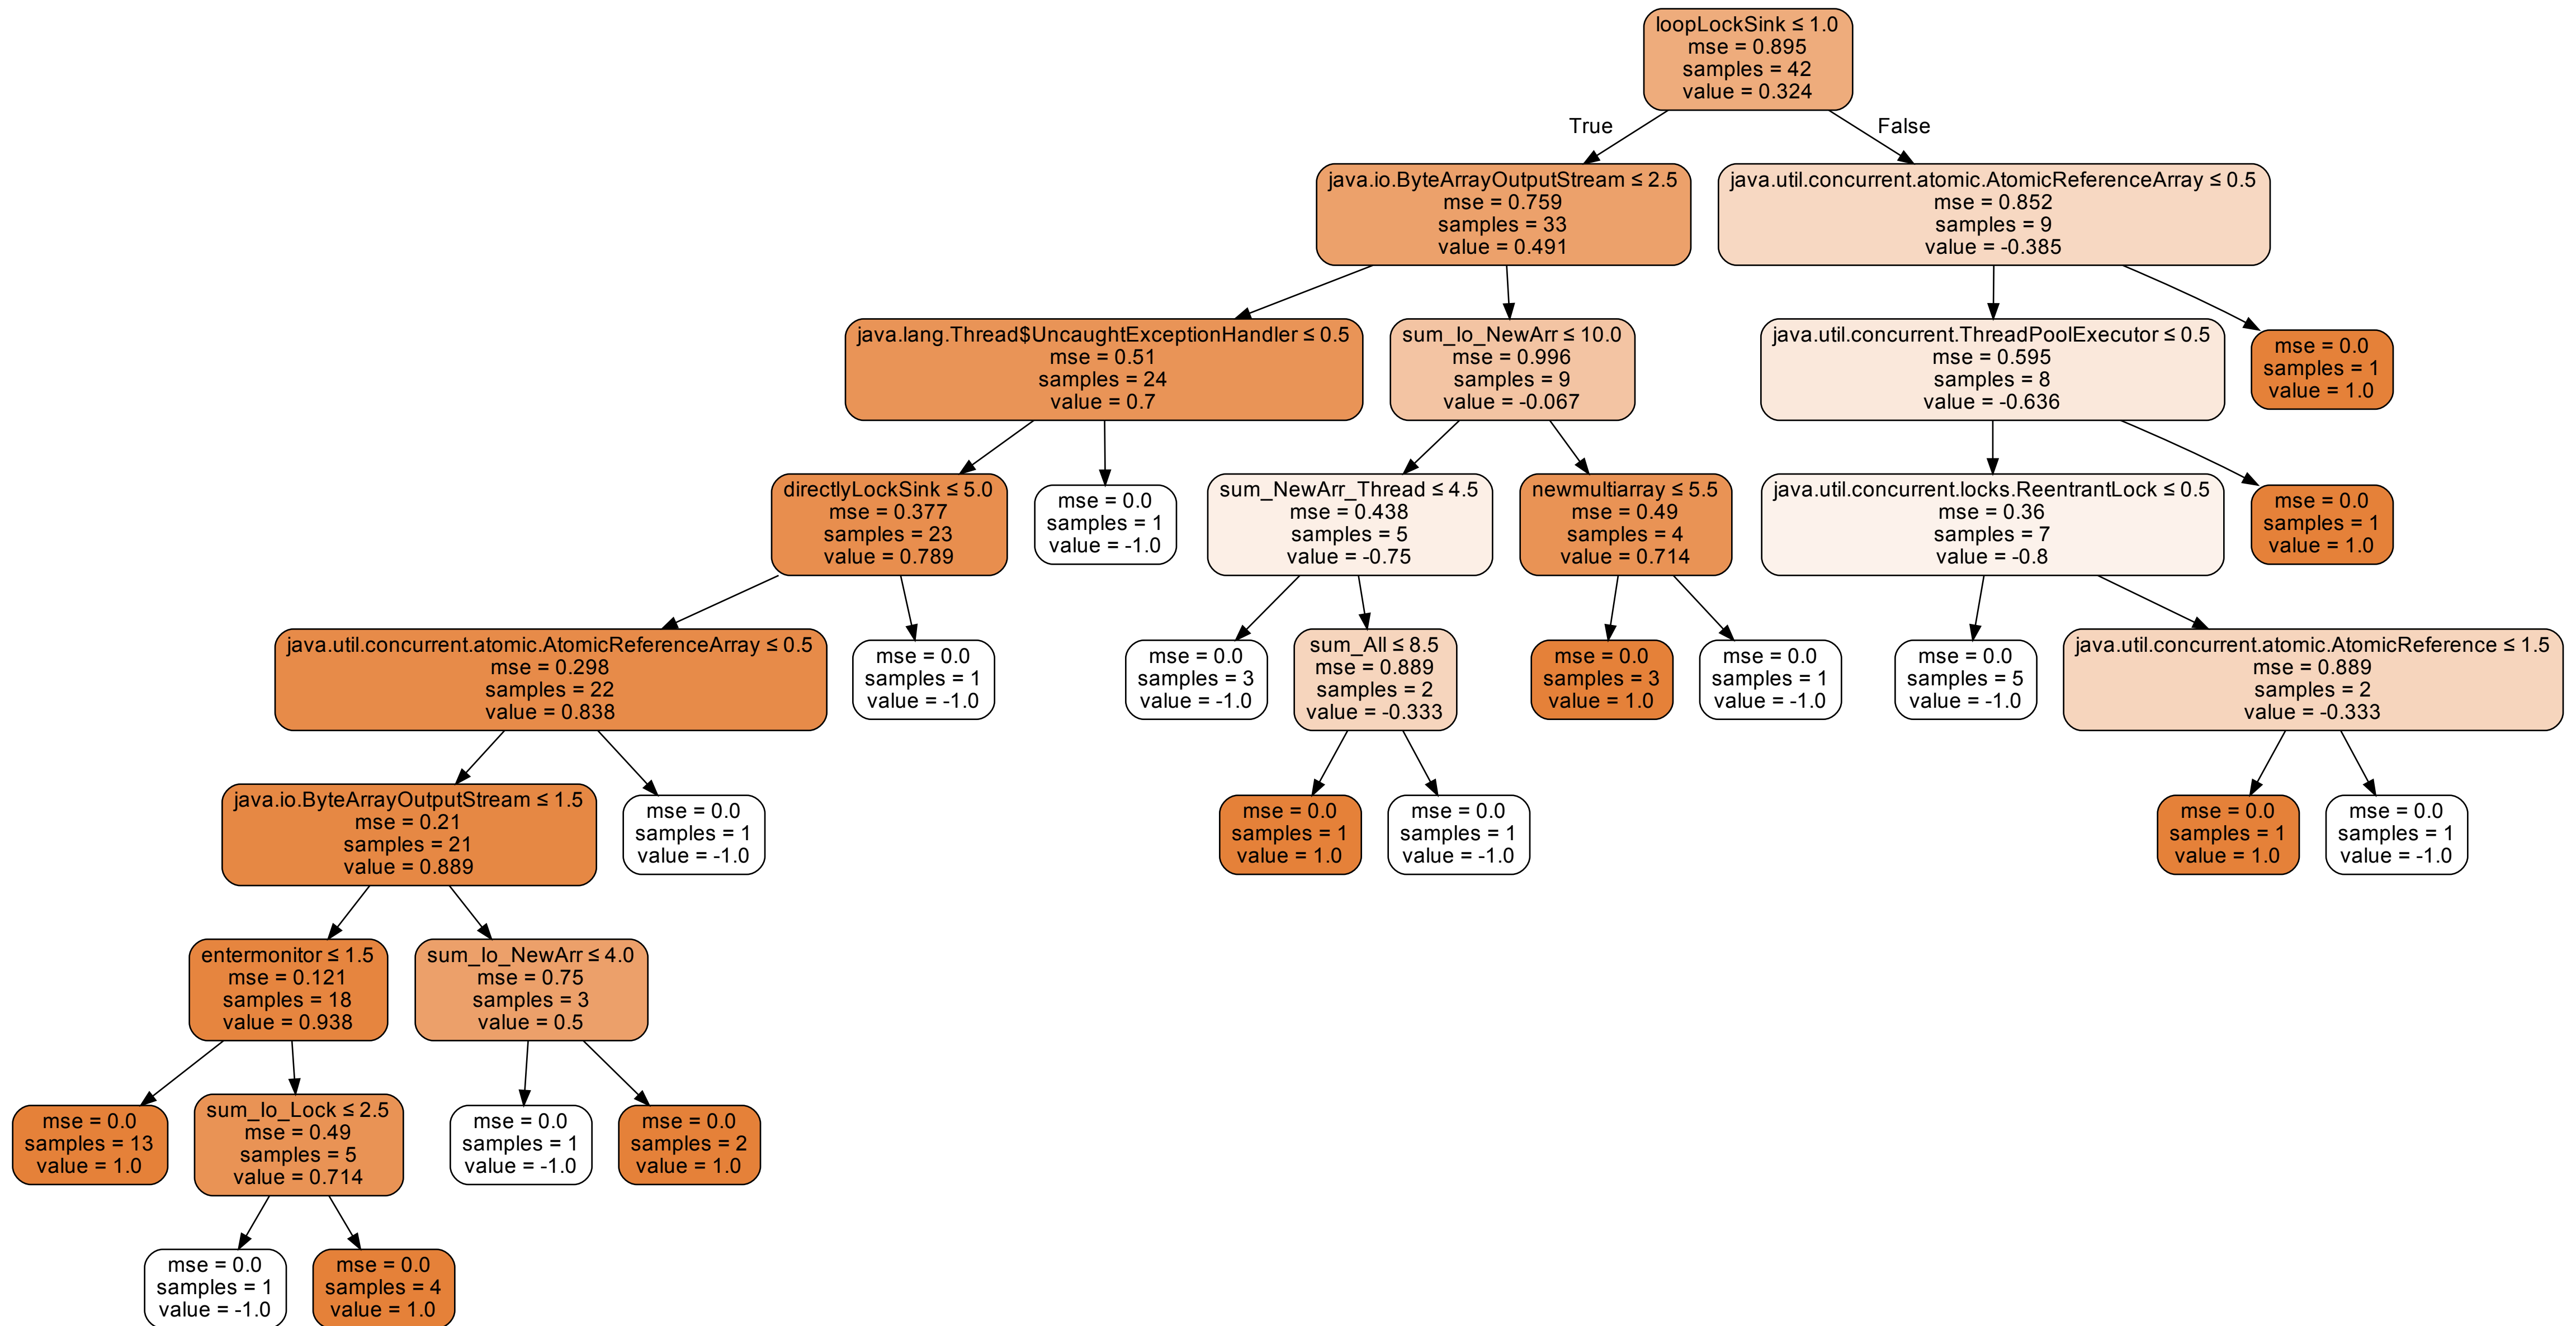 loopLockSink ≤ 1.0
mse = 0.895
samples = 42
value = 0.324
True
False
java.io.ByteArrayOutputStream ≤ 2.5
mse = 0.759
samples = 33
value = 0.491
java.util.concurrent.atomic.AtomicReferenceArray ≤ 0.5
mse = 0.852
samples = 9
value = -0.385
java.lang.Thread$UncaughtExceptionHandler ≤ 0.5
mse = 0.51
samples = 24
value = 0.7
sum_Io_NewArr ≤ 10.0
mse = 0.996
samples = 9
value = -0.067
java.util.concurrent.ThreadPoolExecutor ≤ 0.5
mse = 0.595
samples = 8
value = -0.636
mse = 0.0
samples = 1
value = 1.0
directlyLockSink ≤ 5.0
mse = 0.377
samples = 23
value = 0.789
mse = 0.0
samples = 1
value = -1.0
sum_NewArr_Thread ≤ 4.5
mse = 0.438
samples = 5
value = -0.75
newmultiarray ≤ 5.5
mse = 0.49
samples = 4
value = 0.714
java.util.concurrent.locks.ReentrantLock ≤ 0.5
mse = 0.36
samples = 7
value = -0.8
mse = 0.0
samples = 1
value = 1.0
java.util.concurrent.atomic.AtomicReferenceArray ≤ 0.5
mse = 0.298
samples = 22
value = 0.838
mse = 0.0
samples = 1
value = -1.0
mse = 0.0
samples = 3
value = -1.0
sum_All ≤ 8.5
mse = 0.889
samples = 2
value = -0.333
mse = 0.0
samples = 3
value = 1.0
mse = 0.0
samples = 1
value = -1.0
mse = 0.0
samples = 5
value = -1.0
java.util.concurrent.atomic.AtomicReference ≤ 1.5
mse = 0.889
samples = 2
value = -0.333
java.io.ByteArrayOutputStream ≤ 1.5
mse = 0.21
samples = 21
value = 0.889
mse = 0.0
samples = 1
value = -1.0
mse = 0.0
samples = 1
value = 1.0
mse = 0.0
samples = 1
value = -1.0
mse = 0.0
samples = 1
value = 1.0
mse = 0.0
samples = 1
value = -1.0
entermonitor ≤ 1.5
mse = 0.121
samples = 18
value = 0.938
sum_Io_NewArr ≤ 4.0
mse = 0.75
samples = 3
value = 0.5
mse = 0.0
samples = 13
value = 1.0
sum_Io_Lock ≤ 2.5
mse = 0.49
samples = 5
value = 0.714
mse = 0.0
samples = 1
value = -1.0
mse = 0.0
samples = 2
value = 1.0
mse = 0.0
samples = 1
value = -1.0
mse = 0.0
samples = 4
value = 1.0